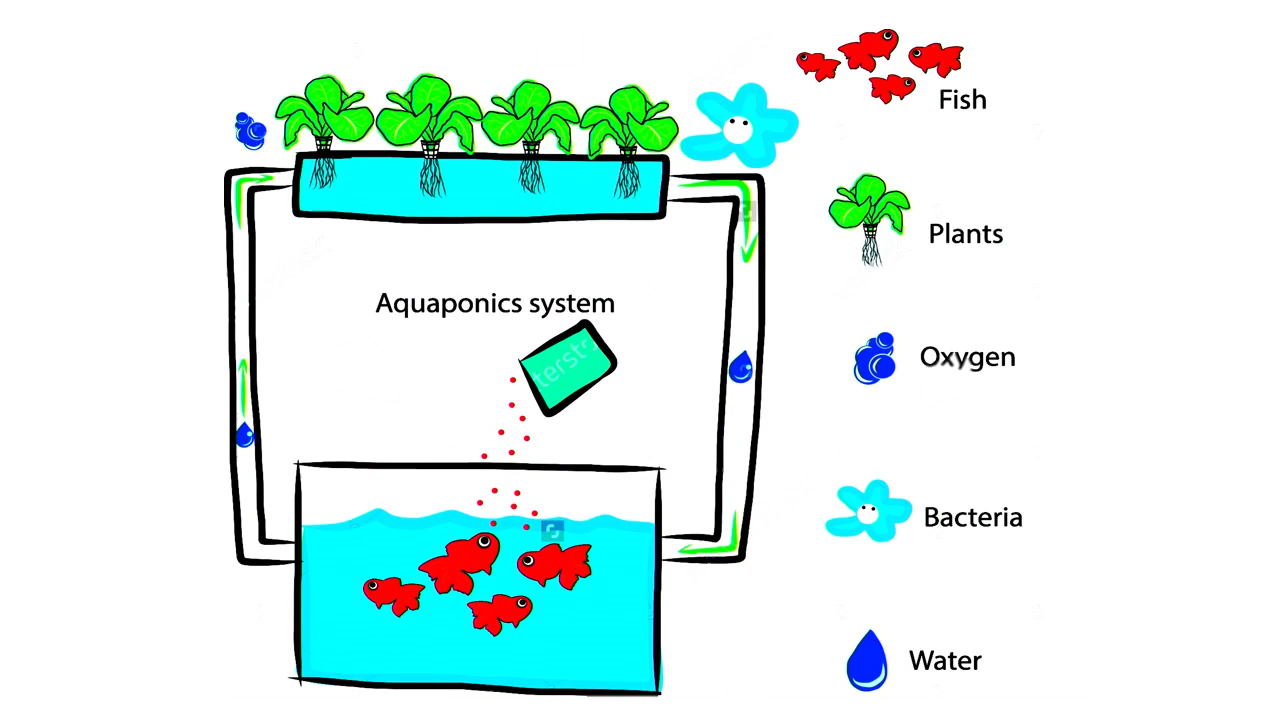 Fish
Plants
Aquaponics system
Oxygen
Bacteria
Water